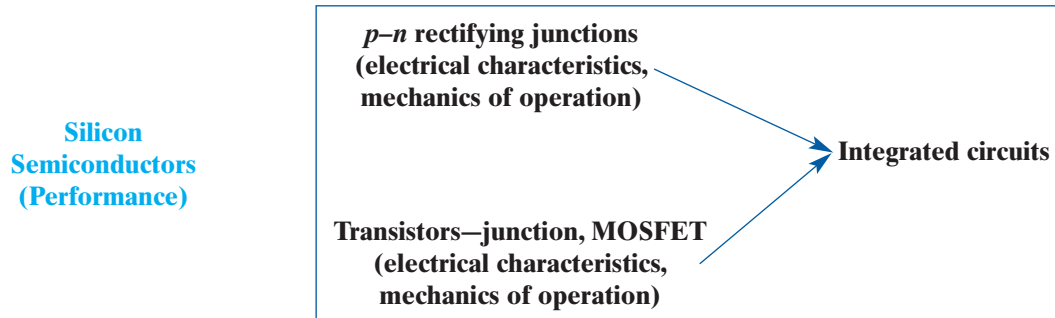 Silicon
Semiconductors
(Performance)
p–n rectifying junctions
(electrical characteristics,
mechanics of operation)
Integrated circuits
Transistors—junction, MOSFET
(electrical characteristics,
mechanics of operation)